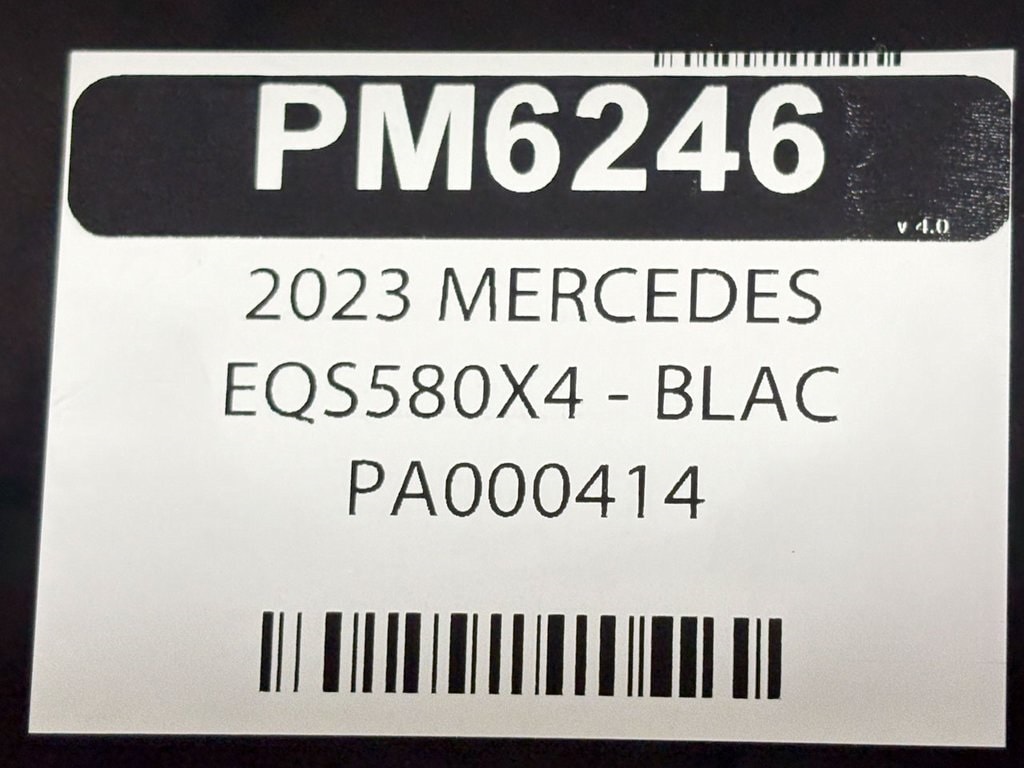 PM6246
v 4.0
2023 MERCEDES
EQS580X4 - BLAC
PA000414